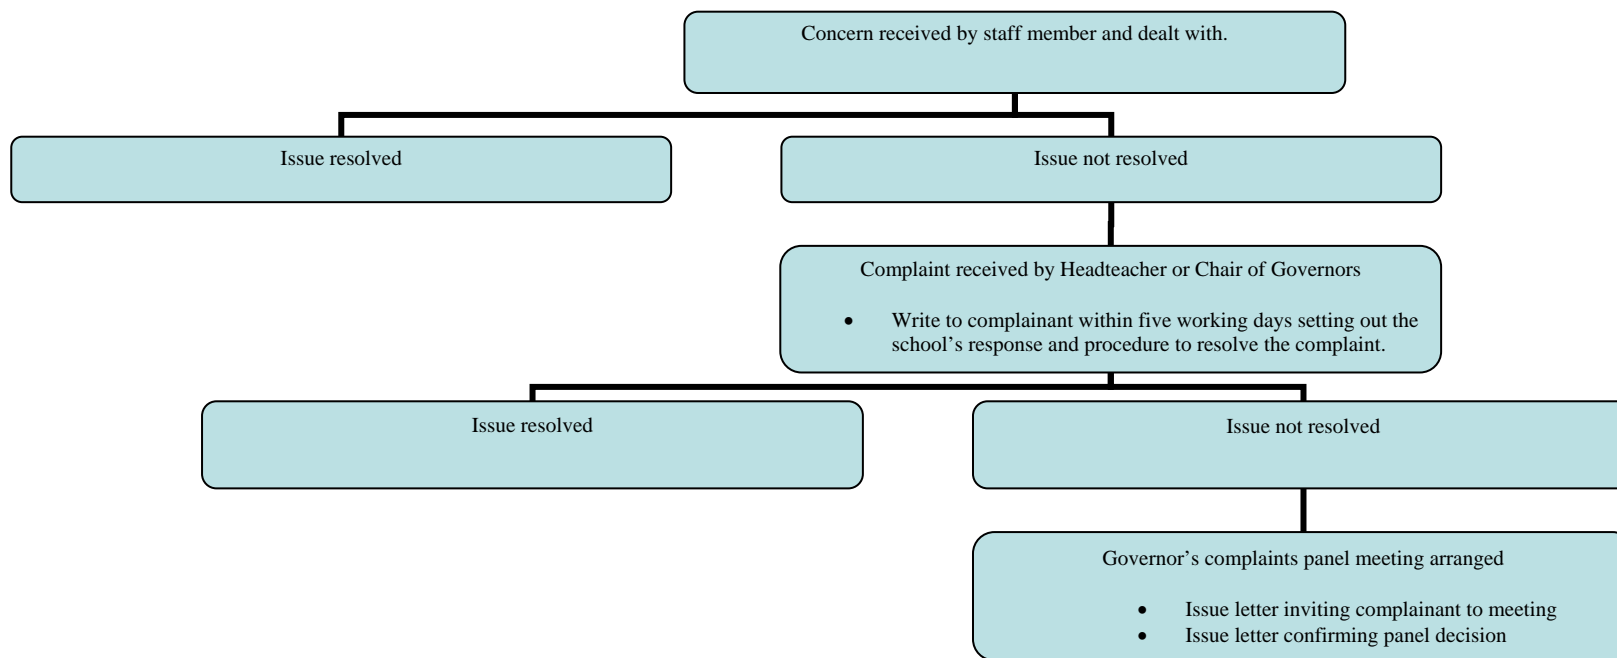 Concern received by staff member and dealt with.
Issue resolved
Issue not resolved
Complaint received by Headteacher or Chair of Governors
• Write to complainant within five working days setting out the
school’s response and procedure to resolve the complaint.
Issue resolved
Issue not resolved
Governor’s complaints panel meeting arranged
• Issue letter inviting complainant to meeting
• Issue letter confirming panel decision